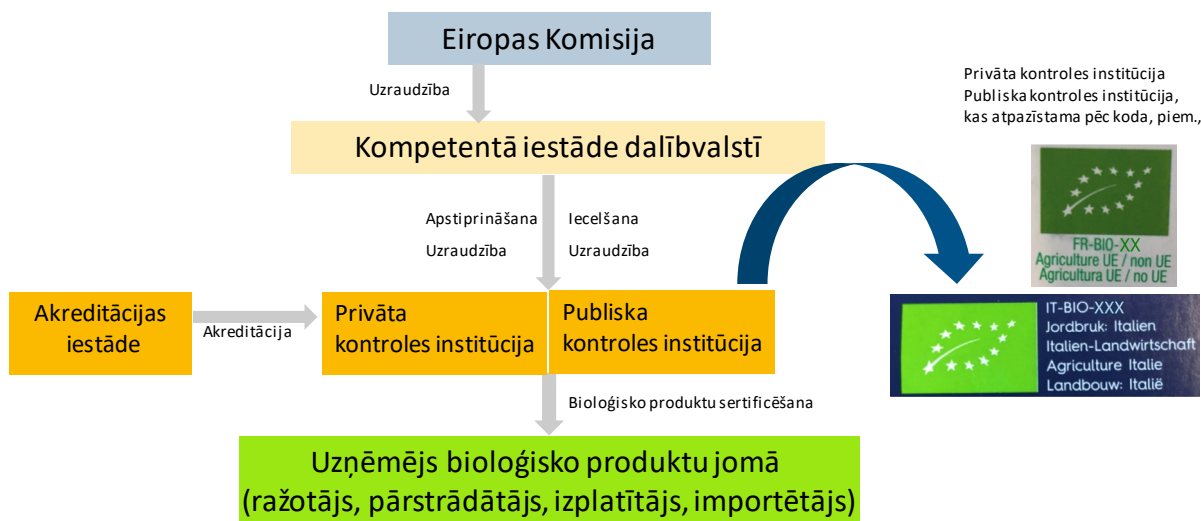 Eiropas Komisija
Uzraudzība
Kompetentā iestāde dalībvalstī
Apstiprināšana
Uzraudzība
Iecelšana
Uzraudzība
Akreditācijas
iestāde
Akreditācija
Privāta
kontroles institūcija
Publiska
kontroles institūcija
Bioloģisko produktu sertificēšana
Uzņēmējs bioloģisko produktu jomā
(ražotājs, pārstrādātājs, izplatītājs, importētājs)
Privāta kontroles institūcija
Publiska kontroles institūcija,
kas atpazīstama pēc koda, piem.,
FR-BIO-XX
Agriculture UE / non UE
Agricultura UE / no UE
IT-BIO-XXX
Jordbruk: Italien
Italien-Landwirtschaft
Agriculture Italie
Landbouw: Italië